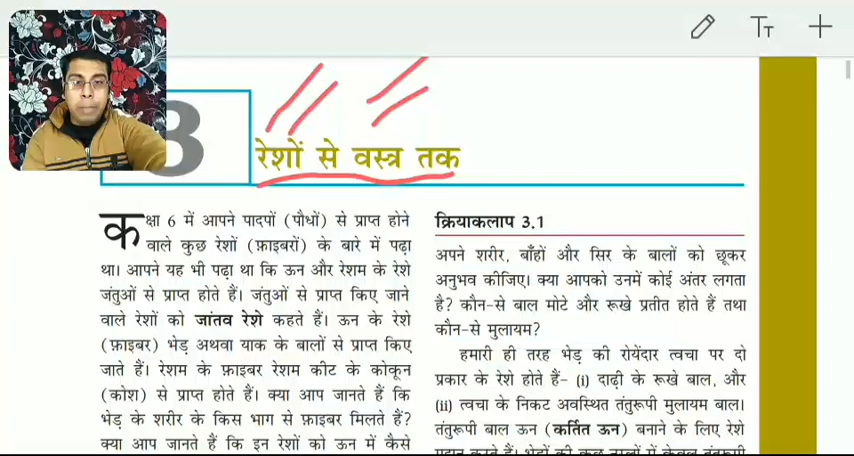 3
रेशों से वस्त्र तक
कक्षा 6 में आपने पादपों (पौधों) से प्राप्त होने
वाले कुछ रेशों (फ़ाइबरों) के बारे में पढ़ा
था। आपने यह भी पढ़ा था कि ऊन और रेशम के रेशे
जंतुओं से प्राप्त होते हैं। जंतुओं से प्राप्त किए जाने
वाले रेशों को जांतव रेशे कहते हैं। ऊन के रेशे
(फ़ाइबर) भेड़ अथवा याक के बालों से प्राप्त किए
जाते हैं। रेशम के फ़ाइबर रेशम कीट के कोकून
(कोश) से प्राप्त होते हैं। क्या आप जानते हैं कि
भेड़ के शरीर के किस भाग से फ़ाइबर मिलते हैं?
क्या आप जानते हैं कि इन रेशों को ऊन में कैसे
क्रियाकलाप 3.1
अपने शरीर, बाँहों और सिर के बालों को छूकर
अनुभव कीजिए। क्या आपको उनमें कोई अंतर लगता
है? कौन-से बाल मोटे और रूखे प्रतीत होते हैं तथा
कौन-से मुलायम?
हमारी ही तरह भेड़ की रोयेंदार त्वचा पर दो
प्रकार के रेशे होते हैं- (i) दाढ़ी के रूखे बाल, और
(ii) त्वचा के निकट अवस्थित तंतुरूपी मुलायम बाल।
तंतुरूपी बाल ऊन (कर्तित ऊन) बनाने के लिए रेशे
Tт